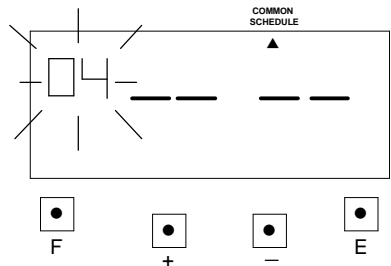 COMMON
SCHEDULE
04 -- --
F + - E